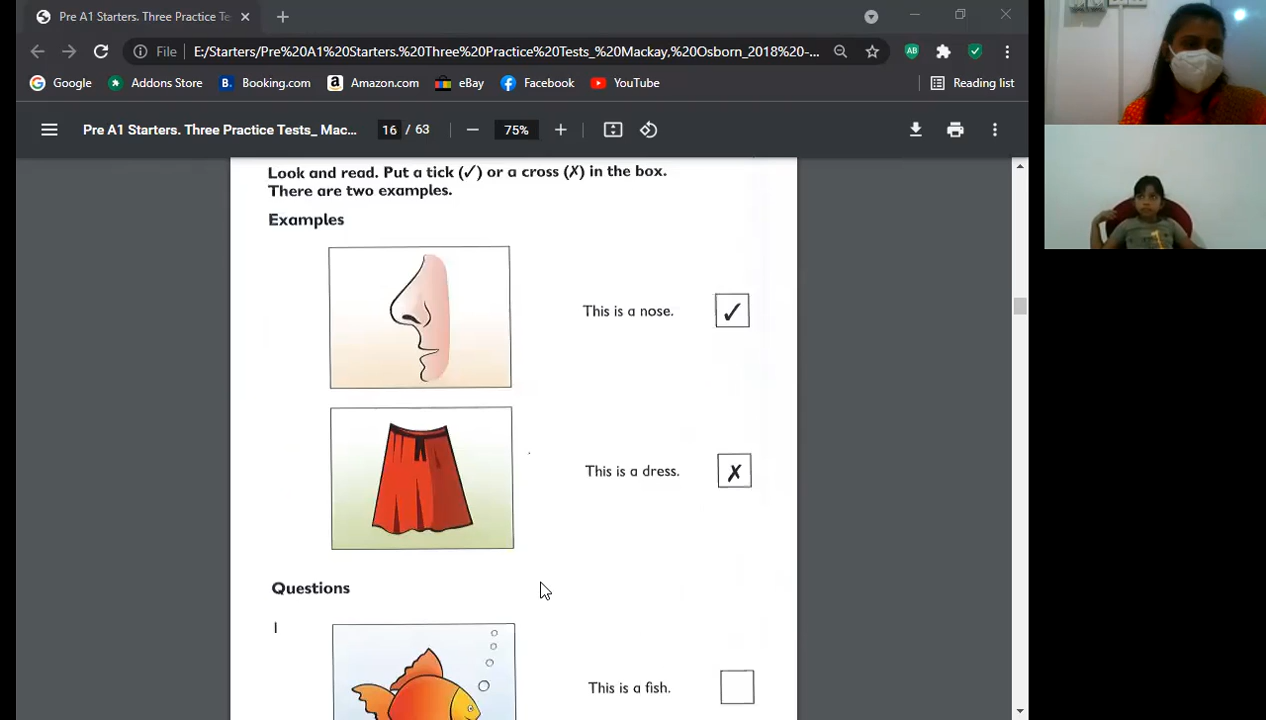 Pre A1 Starters. Three Practice Te
File E:/Starters/Pre%20A1%20Starters.%20Three%20Practice%20Tests_%20Mackay,%20Osborn_2018%20-...
AB
Google Addons Store B. Booking.com a Amazon.com eBay Facebook YouTube Reading list
Pre A1 Starters. Three Practice Tests_ Mac... 16 / 63 75%
Look and read. Put a tick (✓) or a cross (✗) in the box.
There are two examples.
Examples
This is a nose. ✓
This is a dress. ✗
Questions
1
This is a fish.